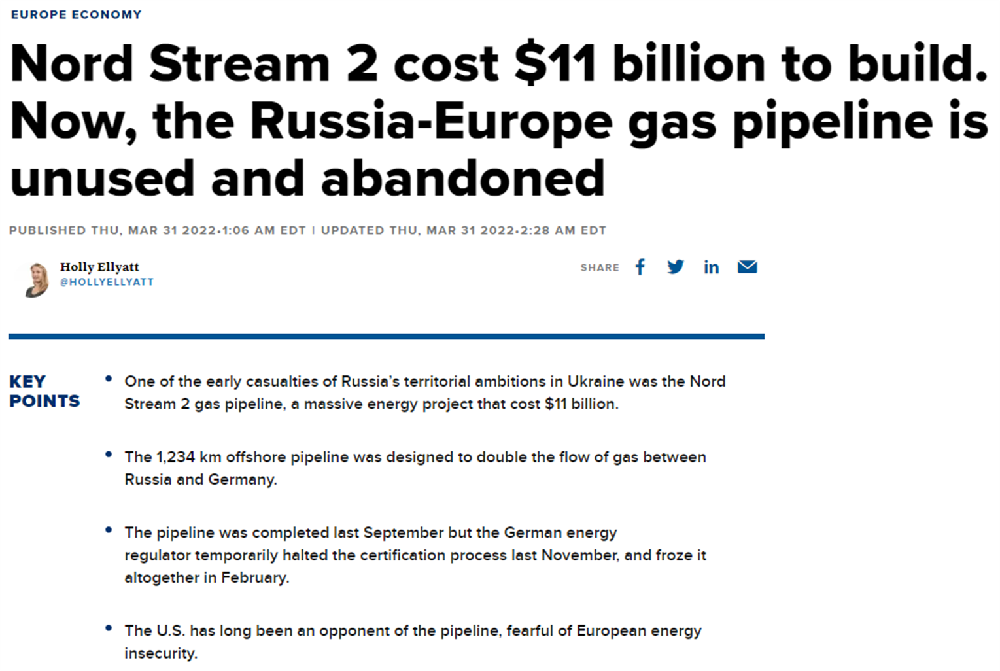 EUROPE ECONOMY
Nord Stream 2 cost $11 billion to build.
Now, the Russia-Europe gas pipeline is
unused and abandoned
PUBLISHED THU, MAR 31 2022•1:06 AM EDT | UPDATED THU, MAR 31 2022•2:28 AM EDT
Holly Ellyatt
@HOLLYELLYATT
SHARE
KEY
POINTS
• One of the early casualties of Russia’s territorial ambitions in Ukraine was the Nord
Stream 2 gas pipeline, a massive energy project that cost $11 billion.
• The 1,234 km offshore pipeline was designed to double the flow of gas between
Russia and Germany.
• The pipeline was completed last September but the German energy
regulator temporarily halted the certification process last November, and froze it
altogether in February.
• The U.S. has long been an opponent of the pipeline, fearful of European energy
insecurity.